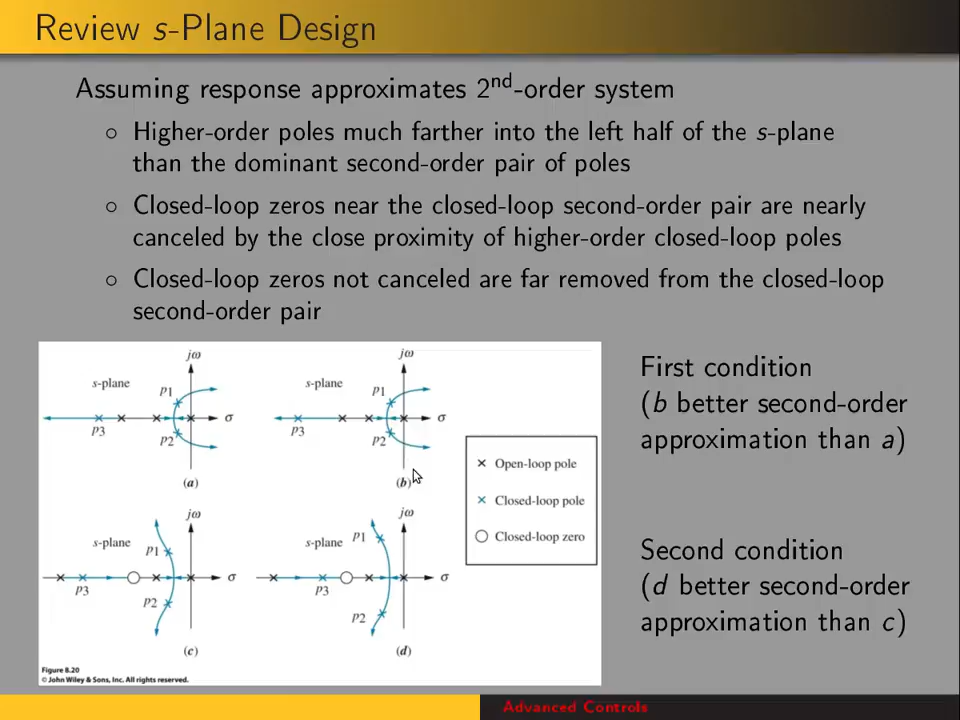 Review s-Plane Design
Assuming response approximates 2nd-order system
○ Higher-order poles much farther into the left half of the s-plane
than the dominant second-order pair of poles
○ Closed-loop zeros near the closed-loop second-order pair are nearly
canceled by the close proximity of higher-order closed-loop poles
○ Closed-loop zeros not canceled are far removed from the closed-loop
second-order pair
jω
s-plane
p1
σ
p3
p2
(a)
jω
s-plane
p1
σ
p3
p2
(b)
Open-loop pole
Closed-loop pole
Closed-loop zero
jω
s-plane
p1
σ
p3
p2
(c)
jω
s-plane
p1
σ
p3
p2
(d)
Figure 8.20
© John Wiley & Sons, Inc. All rights reserved.
First condition
(b better second-order
approximation than a)
Second condition
(d better second-order
approximation than c)
Advanced Controls